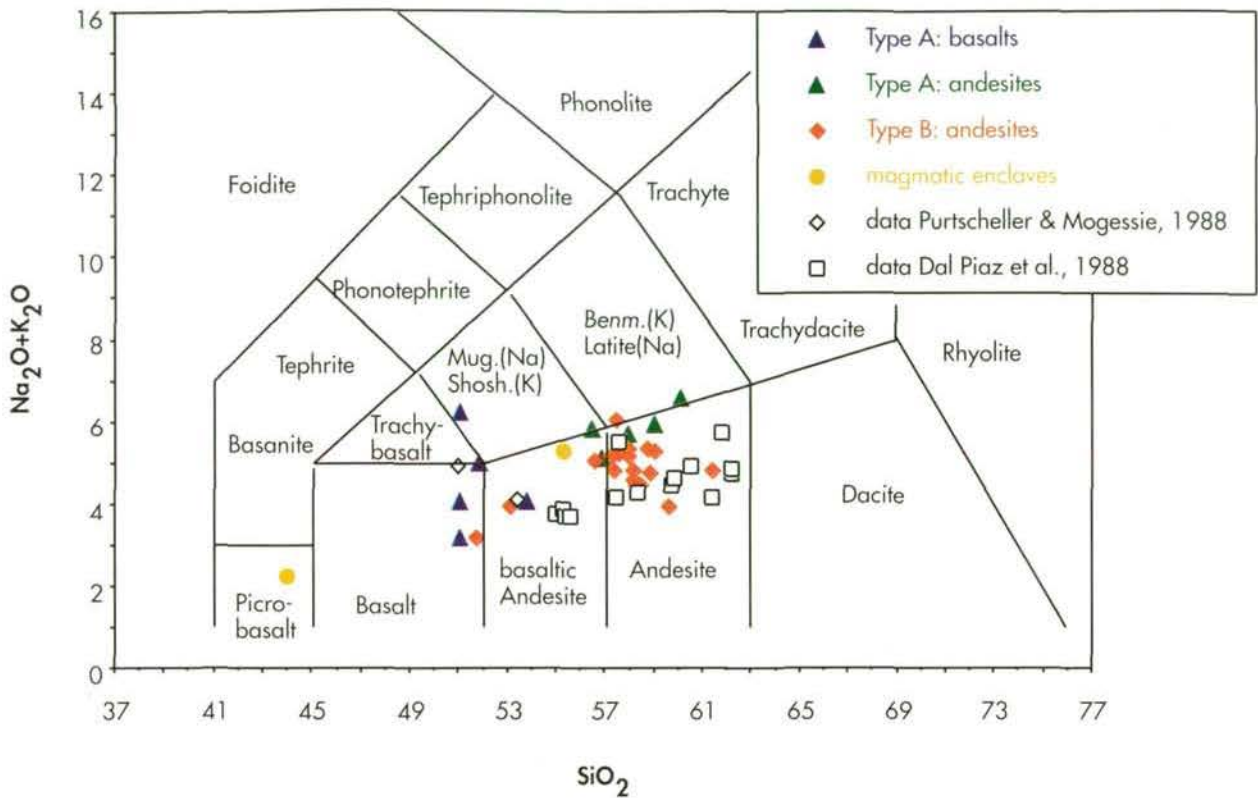 16
14
12
10
8
6
4
2
0
Na₂O+K₂O
37 41 45 49 53 57 61 65 69 73 77
SiO₂
Type A: basalts
Type A: andesites
Type B: andesites
magmatic enclaves
data Purtscheller & Mogessie, 1988
data Dal Piaz et al., 1988
Phonolite
Foidite
Tephriphonolite
Trachyte
Phonotephrite
Benm.(K)
Latite(Na)
Trachydacite
Rhyolite
Tephrite
Mug.(Na)
Shosh.(K)
Basanite
Trachy-
basalt
Dacite
Picro-
basalt
Basalt
basaltic
Andesite
Andesite